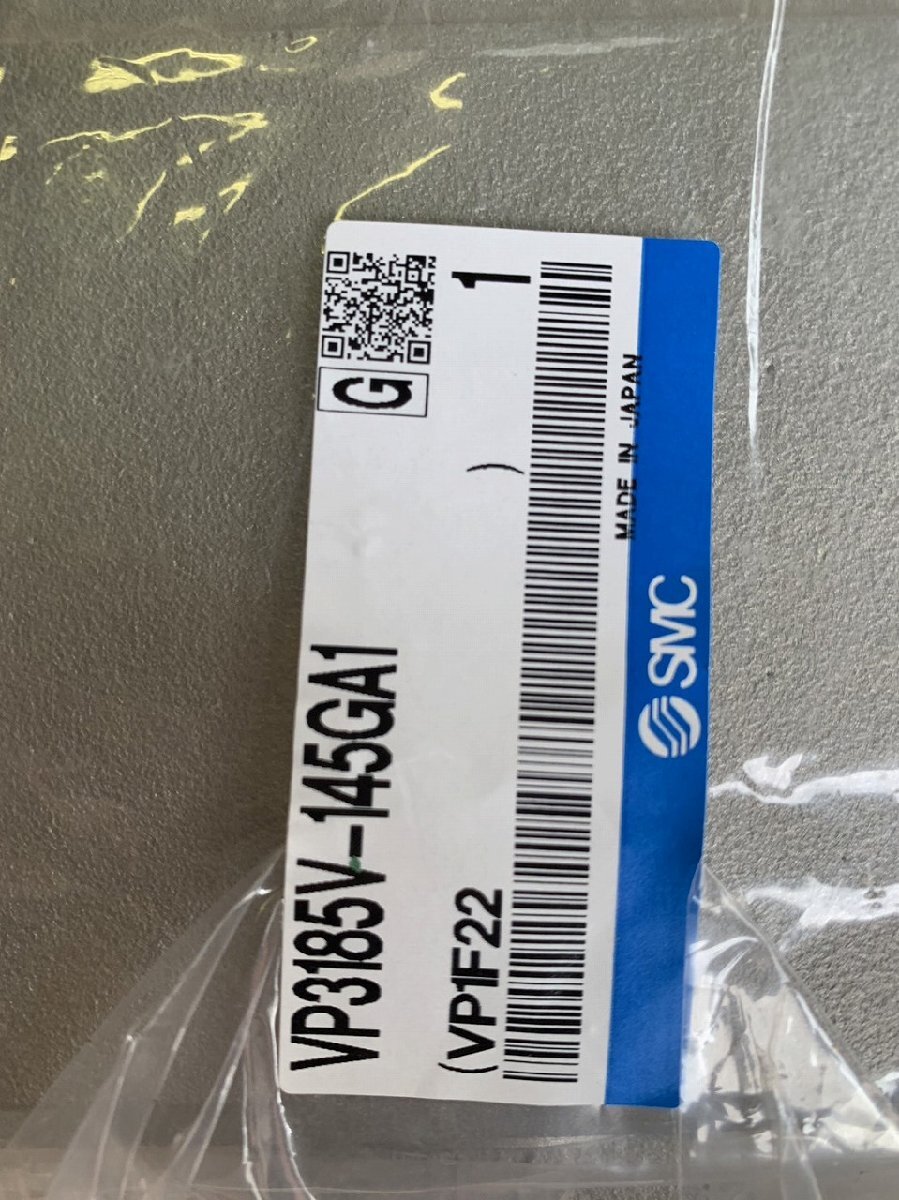 VP3185V-145GA1 G
(VP1F22 ) 1
MADE IN JAPAN
SMC